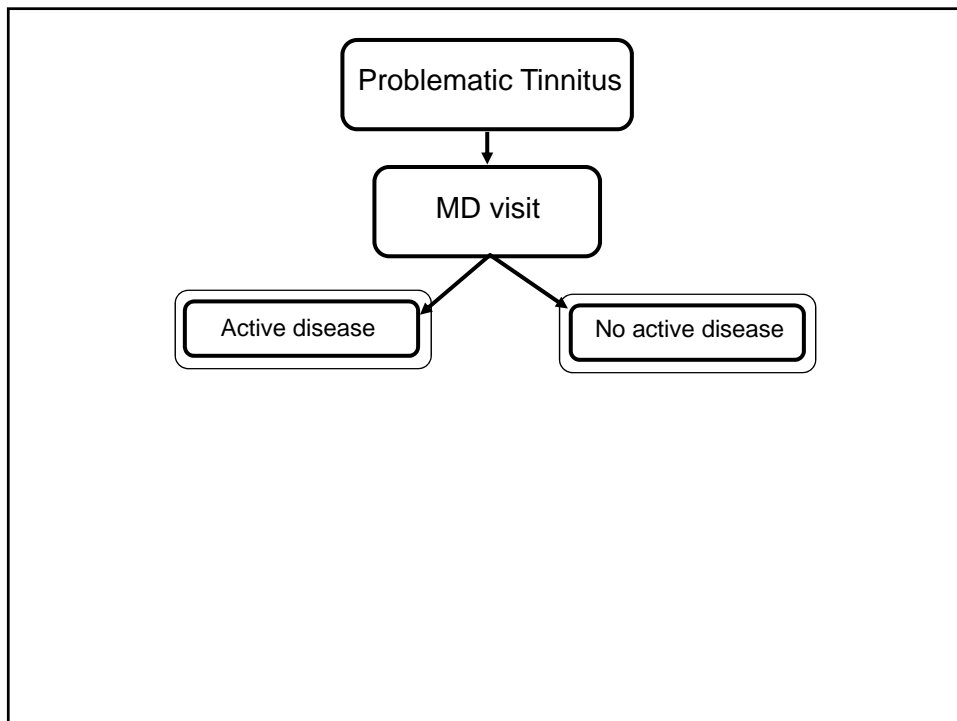 Problematic Tinnitus
MD visit
Active disease
No active disease